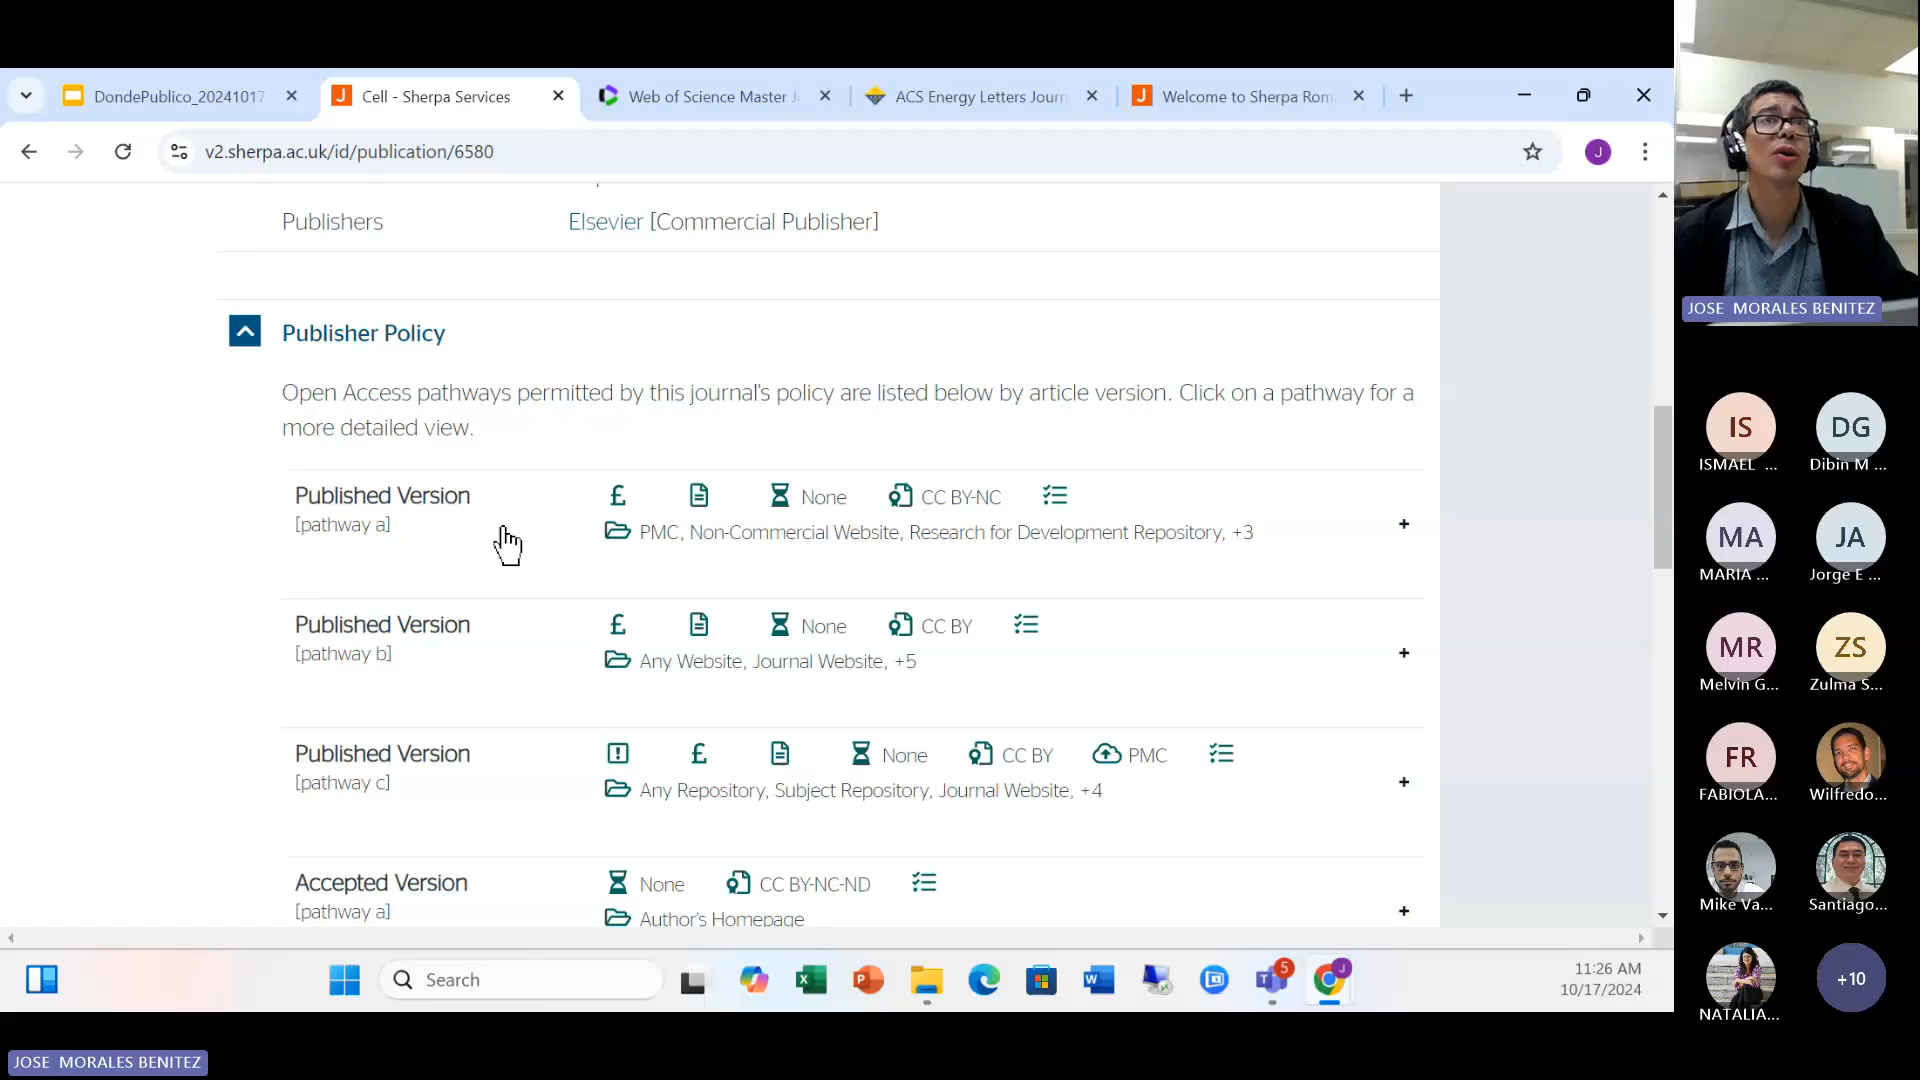 DondePublico_20241017
Cell - Sherpa Services
Web of Science Master J
ACS Energy Letters Journ
Welcome to Sherpa Rom
v2.sherpa.ac.uk/id/publication/6580
J
Publishers
Elsevier [Commercial Publisher]
Publisher Policy
Open Access pathways permitted by this journal's policy are listed below by article version. Click on a pathway for a
more detailed view.
Published Version
[pathway a]
£ None CC BY-NC
PMC, Non-Commercial Website, Research for Development Repository, +3
+
Published Version
[pathway b]
£ None CC BY
Any Website, Journal Website, +5
+
Published Version
[pathway c]
£ None CC BY PMC
Any Repository, Subject Repository, Journal Website, +4
+
Accepted Version
[pathway a]
None CC BY-NC-ND
Author's Homepage
+
Search
5
J
11:26 AM
10/17/2024
JOSE MORALES BENITEZ
IS
ISMAEL ...
DG
Dibin M ...
MA
MARIA ...
JA
Jorge E ...
MR
Melvin G...
ZS
Zulma S...
FR
FABIOLA...
Wilfredo...
Mike Va...
Santiago...
NATALIA...
+10
JOSE MORALES BENITEZ